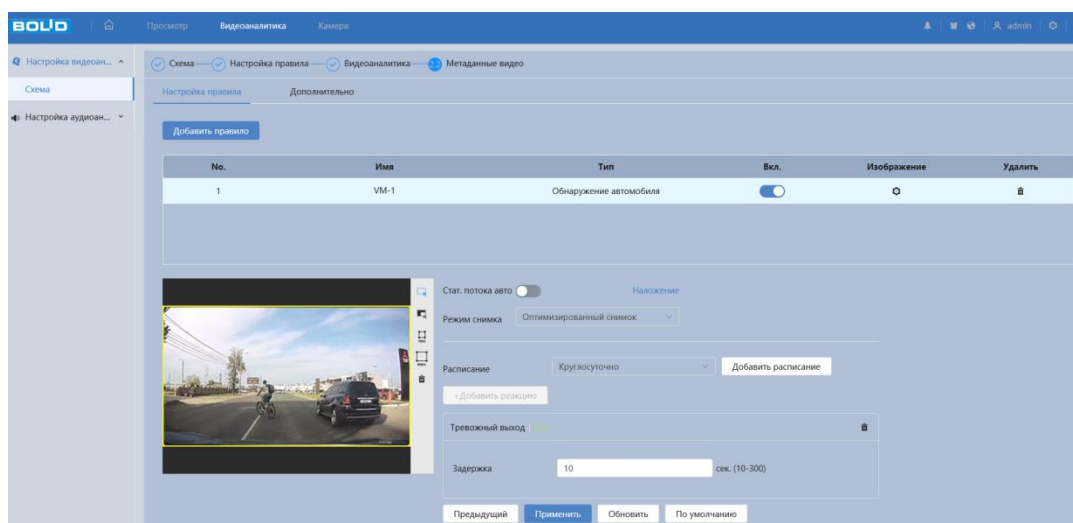 BOLID Просмотр Видеоаналитика Камера admin
Настройка видеоан... Схема Настройка правила Видеоаналитика Метаданные видео
Схема Настройка правила Дополнительно
Настройка аудиоан...
Добавить правило
No. Имя Тип Вкл. Изображение Удалить
1 VM-1 Обнаружение автомобиля
Стат. потока авто Наложение
Режим снимка Оптимизированный снимок
Расписание Круглосуточно Добавить расписание
+Добавить реакцию
Тревожный выход
Задержка 10 сек. (10-300)
Предыдущий Применить Обновить По умолчанию